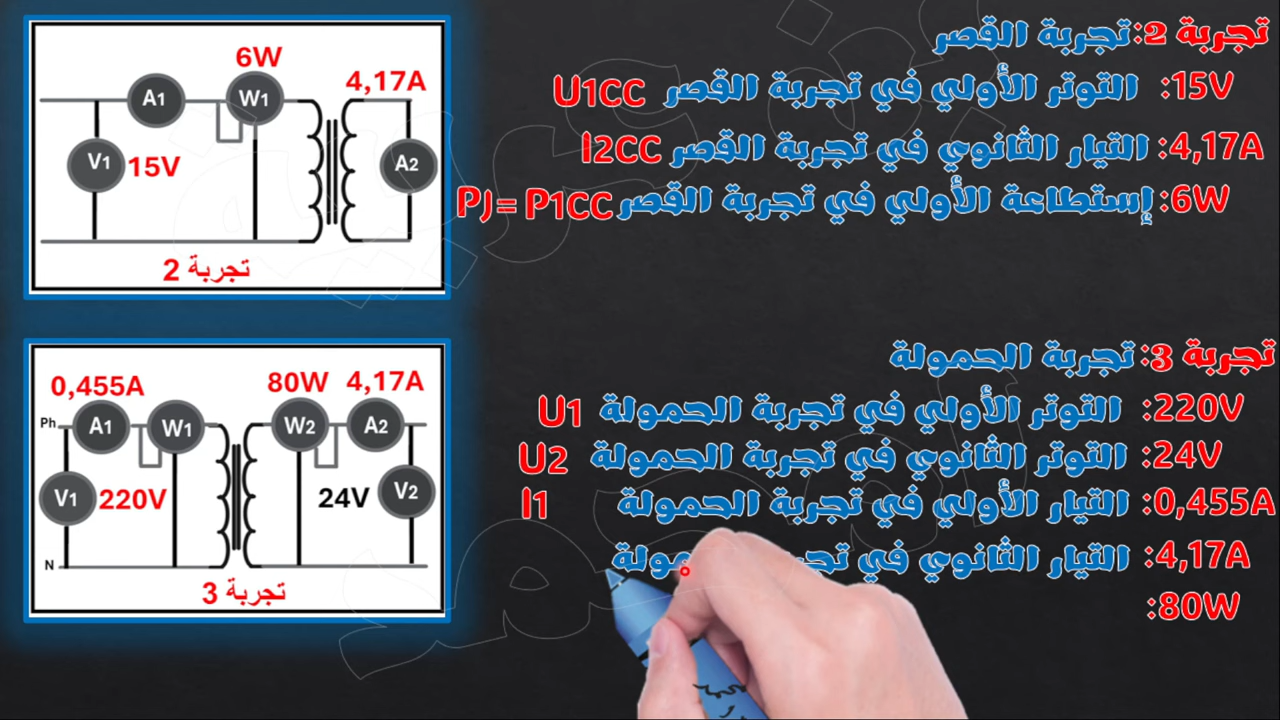 6W
4,17A
A1
W1
V1
15V
A2
تجربة 2
0,455A
80W
4,17A
Ph
A1
W1
W2
A2
V1
220V
24V
V2
N
تجربة 3
تجربة 2: تجربة القصر
15V: التوتر الأولي في تجربة القصر U1CC
4,17A: التيار الثانوي في تجربة القصر I2CC
6W: إستطاعة الأولي في تجربة القصر PJ= P1CC
تجربة 3: تجربة الحمولة
220V: التوتر الأولي في تجربة الحمولة U1
24V: التوتر الثانوي في تجربة الحمولة U2
0,455A: التيار الأولي في تجربة الحمولة I1
4,17A: التيار الثانوي في
80W: